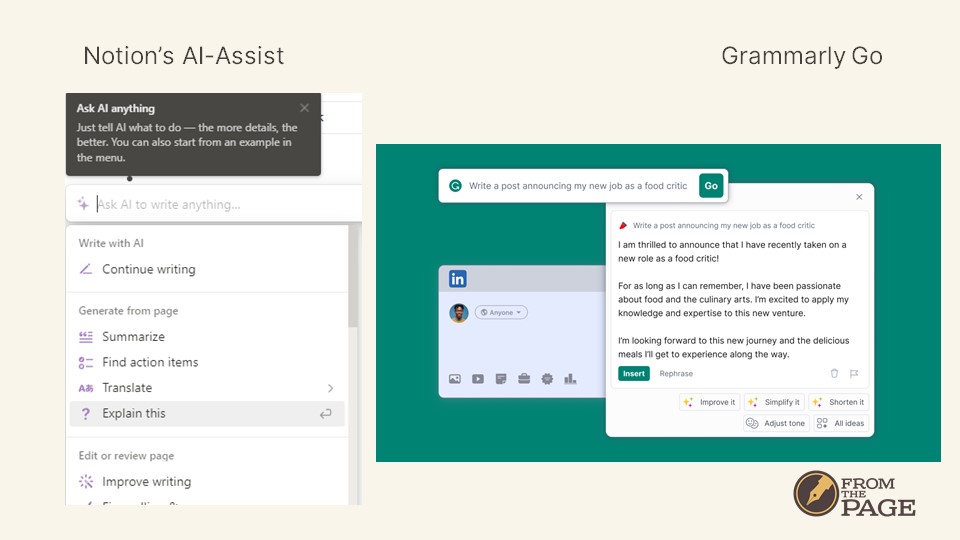 Notion's AI-Assist
Grammarly Go
Ask AI anything
Just tell AI what to do — the more details, the
better. You can also start from an example in
the menu.
Ask AI to write anything...
Write with AI
Continue writing
Generate from page
Summarize
Find action items
Translate
Explain this
Edit or review page
Improve writing
Write a post announcing my new job as a food critic
Go
in
Anyone
Write a post announcing my new job as a food critic
I am thrilled to announce that I have recently taken on a
new role as a food critic!
For as long as I can remember, I have been passionate
about food and the culinary arts. I'm excited to apply my
knowledge and expertise to this new venture.
I'm looking forward to this new journey and the delicious
meals I'll get to experience along the way.
Insert Rephrase
Improve it Simplify it Shorten it
Adjust tone All ideas
FROM
THE
PAGE